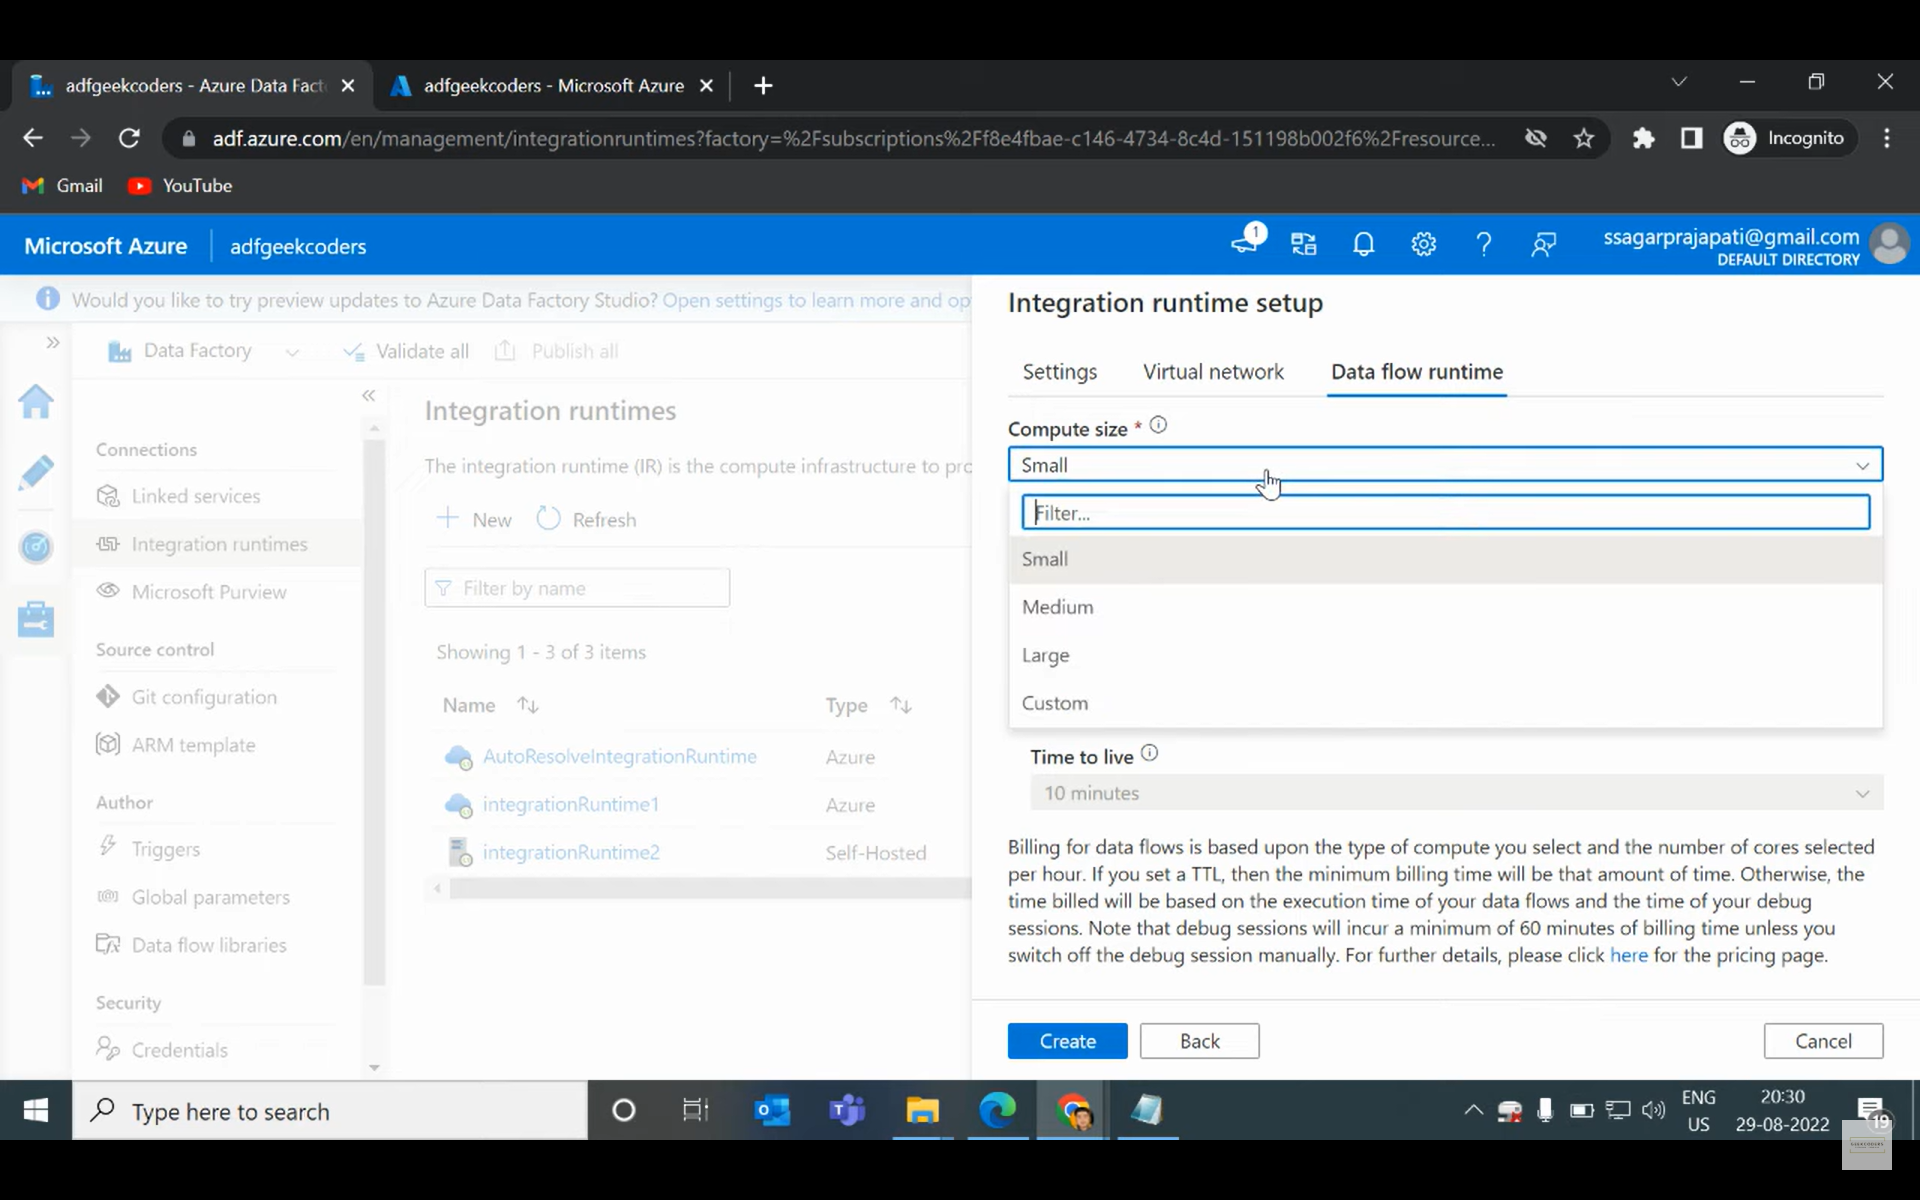 adfgeekcoders - Azure Data Fact
adfgeekcoders - Microsoft Azure
adf.azure.com/en/management/integrationruntimes?factory=%2Fsubscriptions%2Ff8e4fbae-c146-4734-8c4d-151198b002f6%2Fresource...
Incognito
Gmail
YouTube
Microsoft Azure
adfgeekcoders
1
ssagarprajapati@gmail.com
DEFAULT DIRECTORY
Would you like to try preview updates to Azure Data Factory Studio? Open settings to learn more and op
Data Factory
Validate all
Publish all
Connections
Linked services
Integration runtimes
Microsoft Purview
Source control
Git configuration
ARM template
Author
Triggers
Global parameters
Data flow libraries
Security
Credentials
Integration runtimes
The integration runtime (IR) is the compute infrastructure to pro
New
Refresh
Filter by name
Showing 1 - 3 of 3 items
Name
Type
AutoResolveIntegrationRuntime
Azure
integrationRuntime1
Azure
integrationRuntime2
Self-Hosted
Integration runtime setup
Settings
Virtual network
Data flow runtime
Compute size *
Small
Filter...
Small
Medium
Large
Custom
Time to live
10 minutes
Billing for data flows is based upon the type of compute you select and the number of cores selected
per hour. If you set a TTL, then the minimum billing time will be that amount of time. Otherwise, the
time billed will be based on the execution time of your data flows and the time of your debug
sessions. Note that debug sessions will incur a minimum of 60 minutes of billing time unless you
switch off the debug session manually. For further details, please click here for the pricing page.
Create
Back
Cancel
Type here to search
ENG
US
20:30
29-08-2022
19